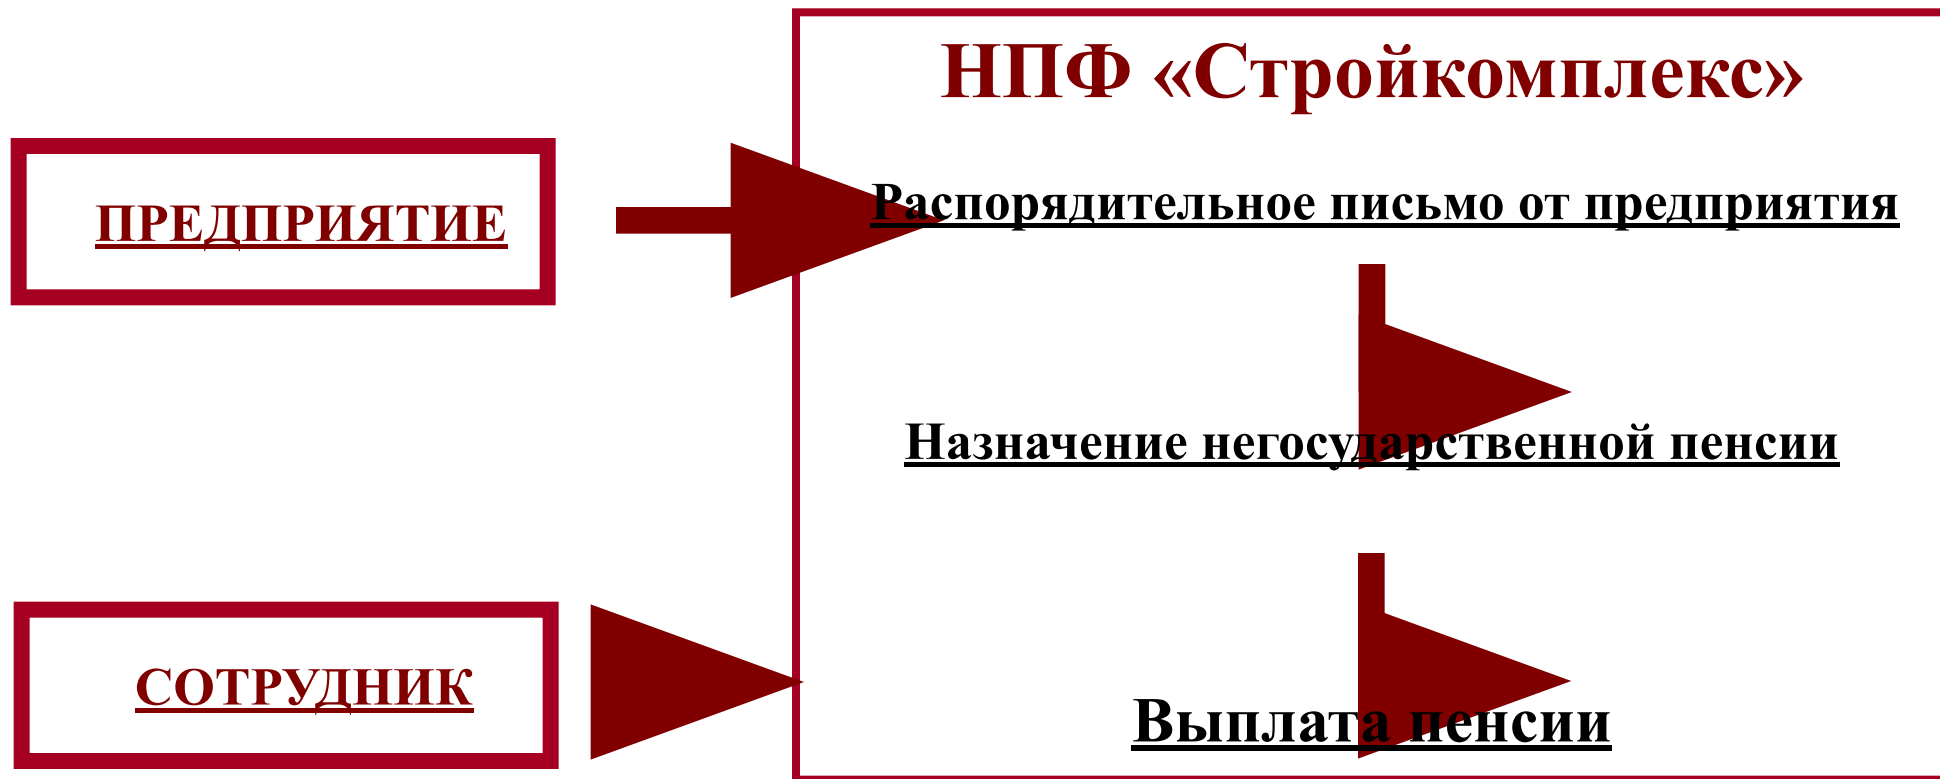 НПФ «Стройкомплекс»
ПРЕДПРИЯТИЕ
Распорядительное письмо от предприятия
Назначение негосударственной пенсии
СОТРУДНИК
Выплата пенсии